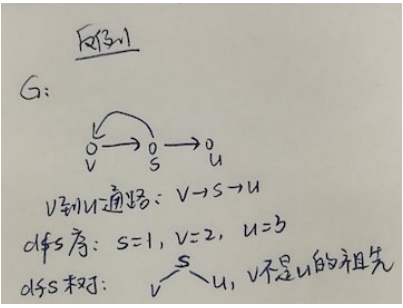 反例
G:
V S U
V到U通路: V→S→U
dfs序: S=1, V=2, U=3
dfs树:
S
V U, V不是U的祖先